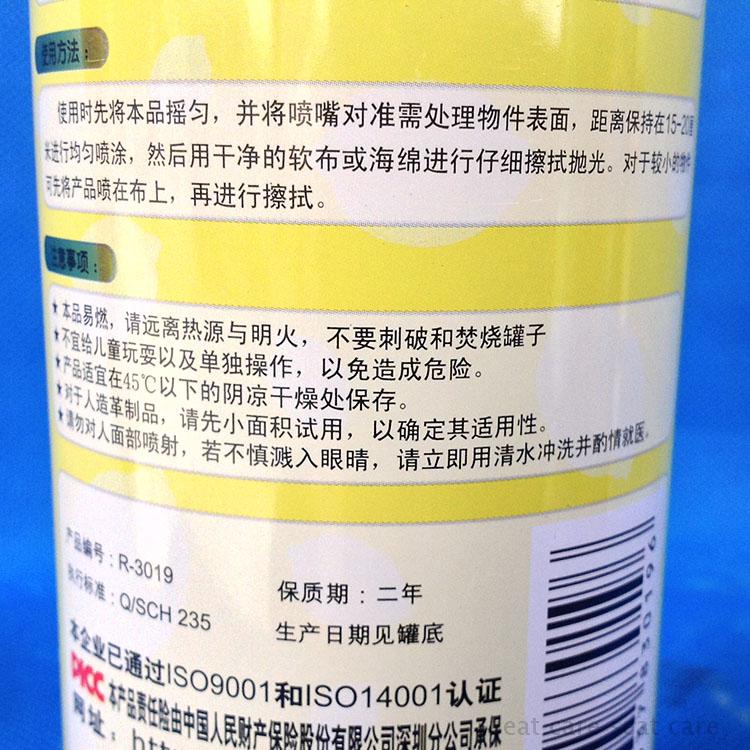 使用方法：
使用时先将本品摇匀，并将喷嘴对准需处理物件表面，距离保持在15-20厘
米进行均匀喷涂，然后用干净的软布或海绵进行仔细擦拭抛光。对于较小的物件
可先将产品喷在布上，再进行擦拭。
注意事项：
★本品易燃，请远离热源与明火，不要刺破和焚烧罐子
★不宜给儿童玩耍以及单独操作，以免造成危险。
★产品适宜在45℃以下的阴凉干燥处保存。
★对于人造革制品，请先小面积试用，以确定其适用性。
★请勿对人面部喷射，若不慎溅入眼睛，请立即用清水冲洗并酌情就医。
产品编号：R-3019
保质期：二年
执行标准：Q/SCH 235
生产日期见罐底
本企业已通过ISO9001和ISO14001认证
PICC 本产品责任险由中国人民财产保险股份有限公司深圳分公司承保
网址：
eat care eat care